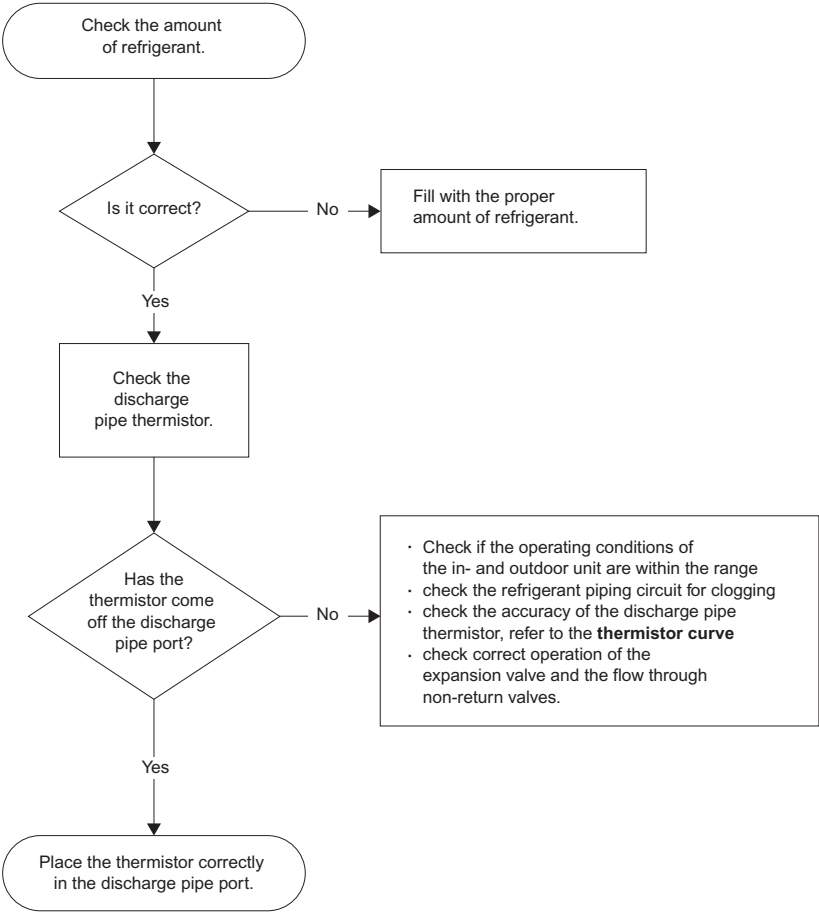 Check the amount
of refrigerant.
Is it correct?
No
Fill with the proper
amount of refrigerant.
Yes
Check the
discharge
pipe thermistor.
Has the
thermistor come
off the discharge
pipe port?
No
· Check if the operating conditions of
the in- and outdoor unit are within the range
· check the refrigerant piping circuit for clogging
· check the accuracy of the discharge pipe
thermistor, refer to the thermistor curve
· check correct operation of the
expansion valve and the flow through
non-return valves.
Yes
Place the thermistor correctly
in the discharge pipe port.